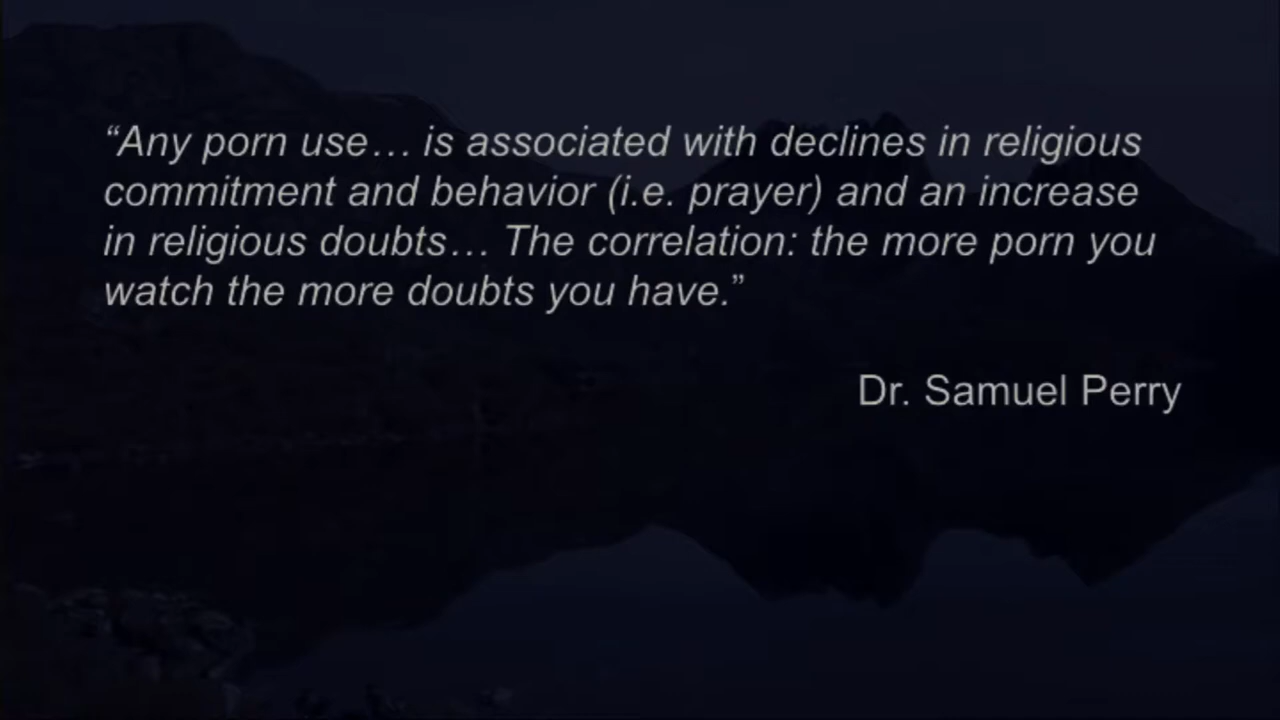 “Any porn use… is associated with declines in religious
commitment and behavior (i.e. prayer) and an increase
in religious doubts… The correlation: the more porn you
watch the more doubts you have.”
Dr. Samuel Perry